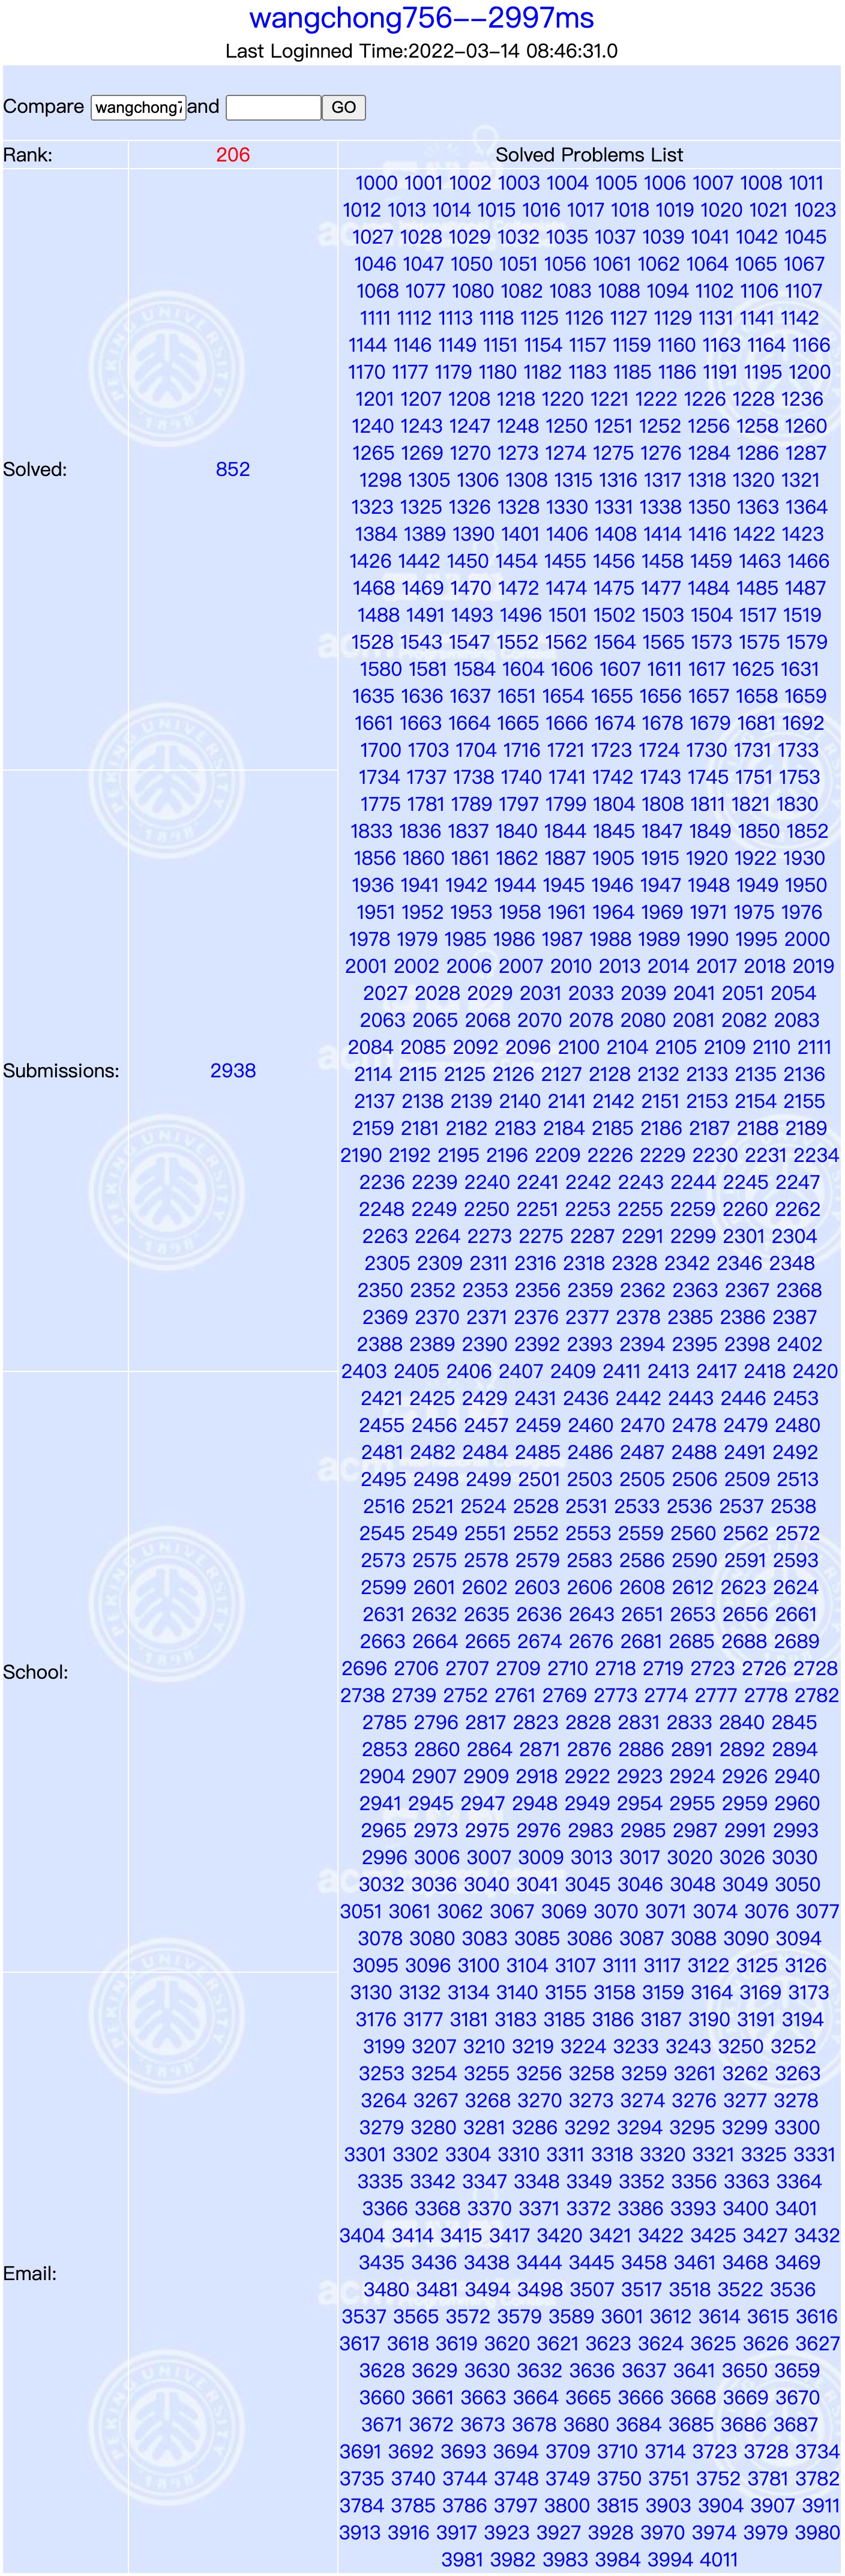 wangchong756--2997ms
Last Loginned Time:2022-03-14 08:46:31.0
Compare wangchong7 and GO
Rank: 206 Solved Problems List
1000 1001 1002 1003 1004 1005 1006 1007 1008 1011
1012 1013 1014 1015 1016 1017 1018 1019 1020 1021 1023
1027 1028 1029 1032 1035 1037 1039 1041 1042 1045
1046 1047 1050 1051 1056 1061 1062 1064 1065 1067
1068 1077 1080 1082 1083 1088 1094 1102 1106 1107
1111 1112 1113 1118 1125 1126 1127 1129 1131 1141 1142
1144 1146 1149 1151 1154 1157 1159 1160 1163 1164 1166
1170 1177 1179 1180 1182 1183 1185 1186 1191 1195 1200
1201 1207 1208 1218 1220 1221 1222 1226 1228 1236
1240 1243 1247 1248 1250 1251 1252 1256 1258 1260
1265 1269 1270 1273 1274 1275 1276 1284 1286 1287
Solved: 852
1298 1305 1306 1308 1315 1316 1317 1318 1320 1321
1323 1325 1326 1328 1330 1331 1338 1350 1363 1364
1384 1389 1390 1401 1406 1408 1414 1416 1422 1423
1426 1442 1450 1454 1455 1456 1458 1459 1463 1466
1468 1469 1470 1472 1474 1475 1477 1484 1485 1487
1488 1491 1493 1496 1501 1502 1503 1504 1517 1519
1528 1543 1547 1552 1562 1564 1565 1573 1575 1579
1580 1581 1584 1604 1606 1607 1611 1617 1625 1631
1635 1636 1637 1651 1654 1655 1656 1657 1658 1659
1661 1663 1664 1665 1666 1674 1678 1679 1681 1692
1700 1703 1704 1716 1721 1723 1724 1730 1731 1733
1734 1737 1738 1740 1741 1742 1743 1745 1751 1753
1775 1781 1789 1797 1799 1804 1808 1811 1821 1830
1833 1836 1837 1840 1844 1845 1847 1849 1850 1852
1856 1860 1861 1862 1887 1905 1915 1920 1922 1930
1936 1941 1942 1944 1945 1946 1947 1948 1949 1950
1951 1952 1953 1958 1961 1964 1969 1971 1975 1976
1978 1979 1985 1986 1987 1988 1989 1990 1995 2000
2001 2002 2006 2007 2010 2013 2014 2017 2018 2019
2027 2028 2029 2031 2033 2039 2041 2051 2054
2063 2065 2068 2070 2078 2080 2081 2082 2083
2084 2085 2092 2096 2100 2104 2105 2109 2110 2111
Submissions: 2938
2114 2115 2125 2126 2127 2128 2132 2133 2135 2136
2137 2138 2139 2140 2141 2142 2151 2153 2154 2155
2159 2181 2182 2183 2184 2185 2186 2187 2188 2189
2190 2192 2195 2196 2209 2226 2229 2230 2231 2234
2236 2239 2240 2241 2242 2243 2244 2245 2247
2248 2249 2250 2251 2253 2255 2259 2260 2262
2263 2264 2273 2275 2287 2291 2299 2301 2304
2305 2309 2311 2316 2318 2328 2342 2346 2348
2350 2352 2353 2356 2359 2362 2363 2367 2368
2369 2370 2371 2376 2377 2378 2385 2386 2387
2388 2389 2390 2392 2393 2394 2395 2398 2402
2403 2405 2406 2407 2409 2411 2413 2417 2418 2420
2421 2425 2429 2431 2436 2442 2443 2446 2453
2455 2456 2457 2459 2460 2470 2478 2479 2480
2481 2482 2484 2485 2486 2487 2488 2491 2492
2495 2498 2499 2501 2503 2505 2506 2509 2513
2516 2521 2524 2528 2531 2533 2536 2537 2538
2545 2549 2551 2552 2553 2559 2560 2562 2572
2573 2575 2578 2579 2583 2586 2590 2591 2593
2599 2601 2602 2603 2606 2608 2612 2623 2624
2631 2632 2635 2636 2643 2651 2653 2656 2661
2663 2664 2665 2674 2676 2681 2685 2688 2689
School:
2696 2706 2707 2709 2710 2718 2719 2723 2726 2728
2738 2739 2752 2761 2769 2773 2774 2777 2778 2782
2785 2796 2817 2823 2828 2831 2833 2840 2845
2853 2860 2864 2871 2876 2886 2891 2892 2894
2904 2907 2909 2918 2922 2923 2924 2926 2940
2941 2945 2947 2948 2949 2954 2955 2959 2960
2965 2973 2975 2976 2983 2985 2987 2991 2993
2996 3006 3007 3009 3013 3017 3020 3026 3030
3032 3036 3040 3041 3045 3046 3048 3049 3050
3051 3061 3062 3067 3069 3070 3071 3074 3076 3077
3078 3080 3083 3085 3086 3087 3088 3090 3094
3095 3096 3100 3104 3107 3111 3117 3122 3125 3126
3130 3132 3134 3140 3155 3158 3159 3164 3169 3173
3176 3177 3181 3183 3185 3186 3187 3190 3191 3194
3199 3207 3210 3219 3224 3233 3243 3250 3252
3253 3254 3255 3256 3258 3259 3261 3262 3263
3264 3267 3268 3270 3273 3274 3276 3277 3278
3279 3280 3281 3286 3292 3294 3295 3299 3300
3301 3302 3304 3310 3311 3318 3320 3321 3325 3331
3335 3342 3347 3348 3349 3352 3356 3363 3364
3366 3368 3370 3371 3372 3386 3393 3400 3401
3404 3414 3415 3417 3420 3421 3422 3425 3427 3432
3435 3436 3438 3444 3445 3458 3461 3468 3469
Email:
3480 3481 3494 3498 3507 3517 3518 3522 3536
3537 3565 3572 3579 3589 3601 3612 3614 3615 3616
3617 3618 3619 3620 3621 3623 3624 3625 3626 3627
3628 3629 3630 3632 3636 3637 3641 3650 3659
3660 3661 3663 3664 3665 3666 3668 3669 3670
3671 3672 3673 3678 3680 3684 3685 3686 3687
3691 3692 3693 3694 3709 3710 3714 3723 3728 3734
3735 3740 3744 3748 3749 3750 3751 3752 3781 3782
3784 3785 3786 3797 3800 3815 3903 3904 3907 3911
3913 3916 3917 3923 3927 3928 3970 3974 3979 3980
3981 3982 3983 3984 3994 4011